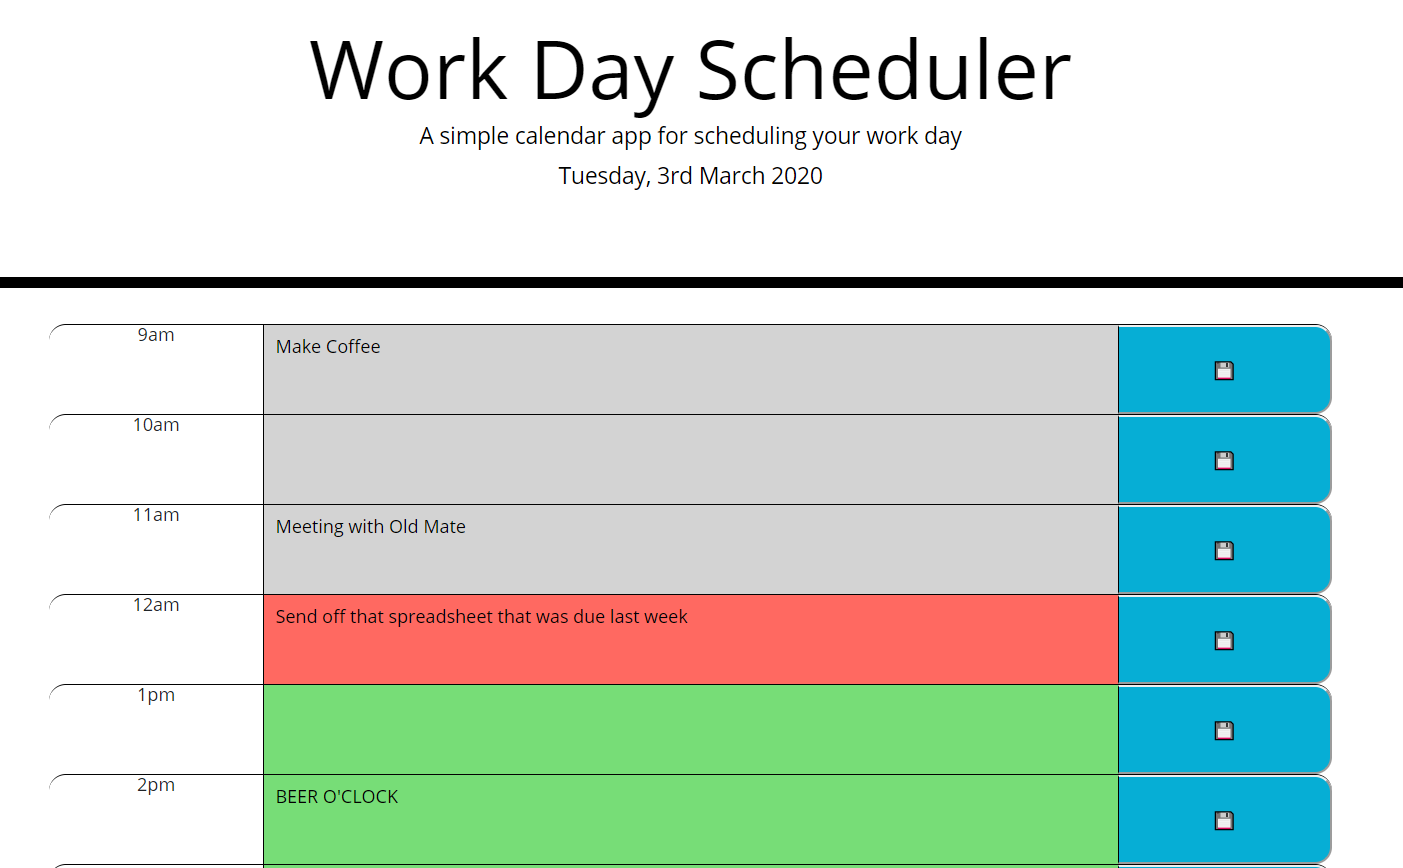 Work Day Scheduler
A simple calendar app for scheduling your work day
Tuesday, 3rd March 2020
9am
Make Coffee
10am
11am
Meeting with Old Mate
12am
Send off that spreadsheet that was due last week
1pm
2pm
BEER O'CLOCK